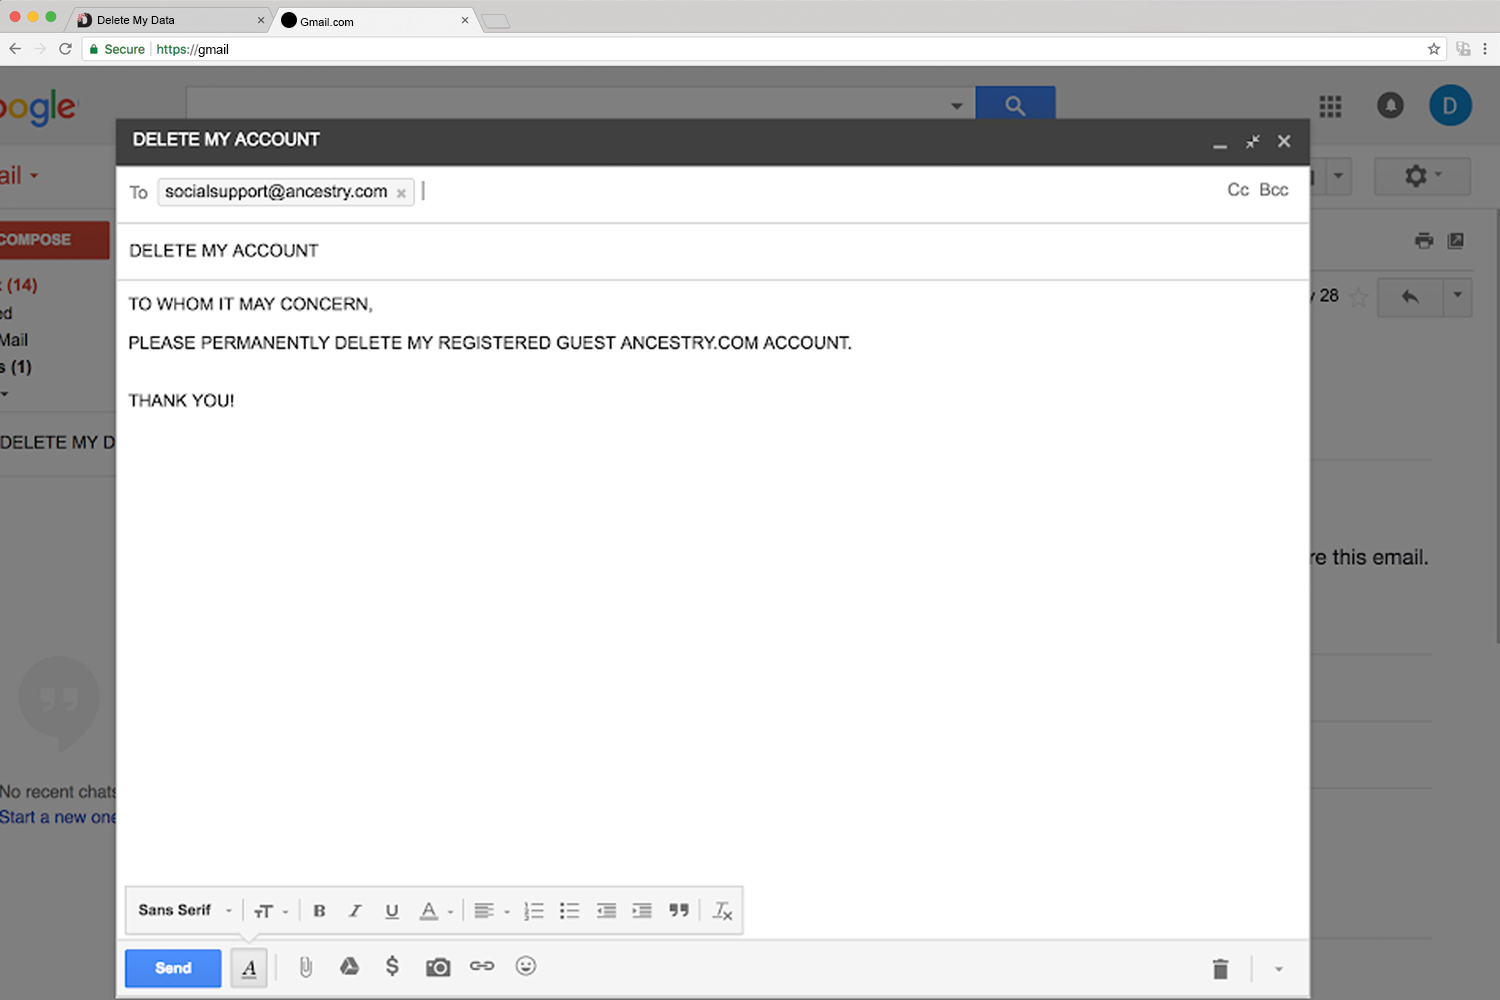 Delete My Data
Gmail.com
Secure https://gmail
oogle
DELETE MY ACCOUNT
ail
To socialsupport@ancestry.com
Cc Bcc
COMPOSE
DELETE MY ACCOUNT
(14)
ed
28
TO WHOM IT MAY CONCERN,
Mail
PLEASE PERMANENTLY DELETE MY REGISTERED GUEST ANCESTRY.COM ACCOUNT.
s (1)
THANK YOU!
DELETE MY D
re this email.
No recent chats
Start a new one
Sans Serif
Send
D